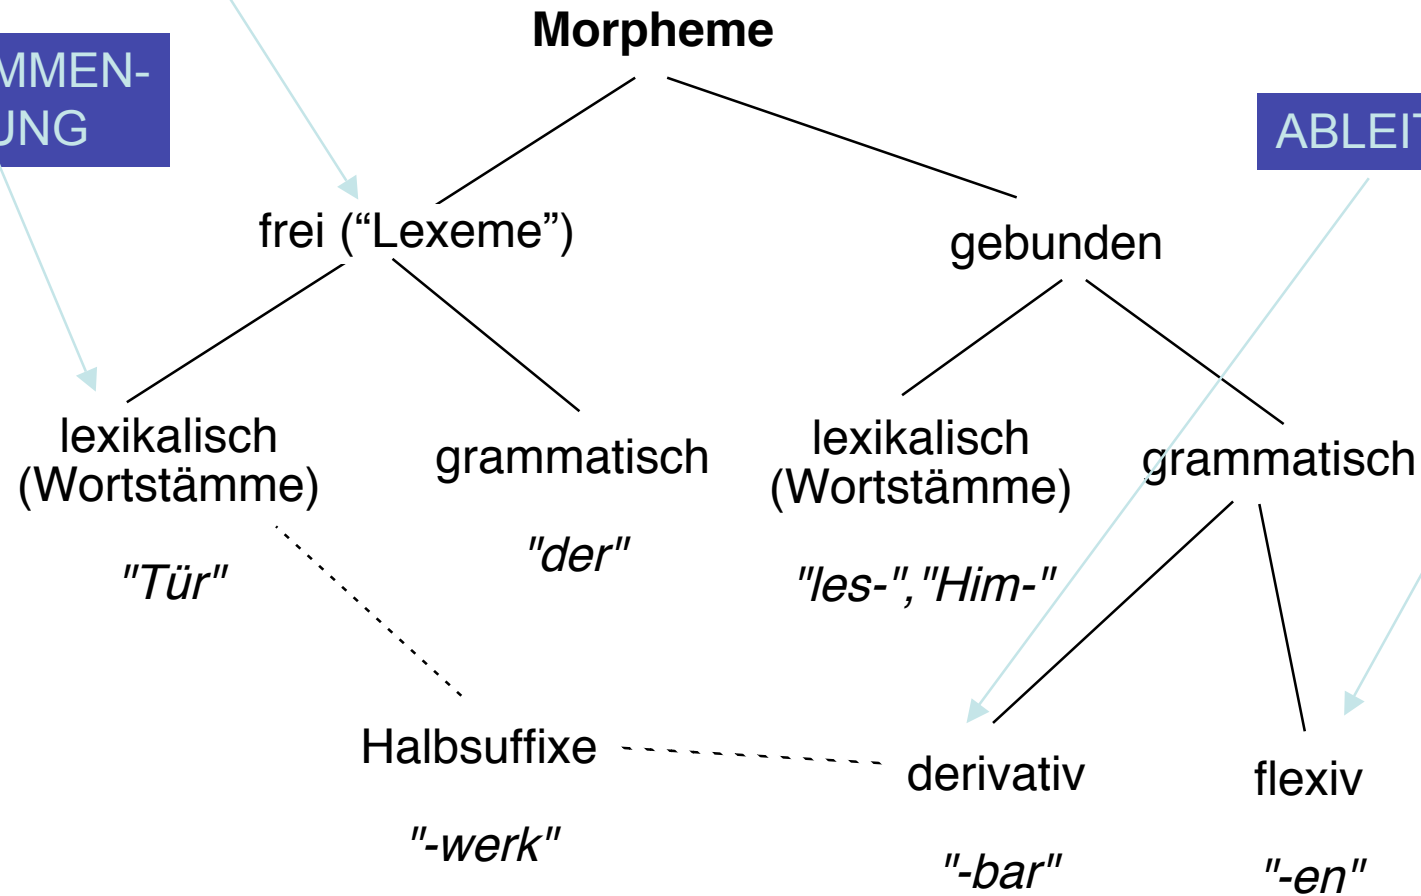 Morpheme
MMEN-
UNG
ABLEIT
frei (“Lexeme”)
gebunden
lexikalisch
(Wortstämme)
grammatisch
lexikalisch
(Wortstämme)
grammatisch
"Tür"
"der"
"les-","Him-"
Halbsuffixe
derivativ
flexiv
"-werk"
"-bar"
"-en"